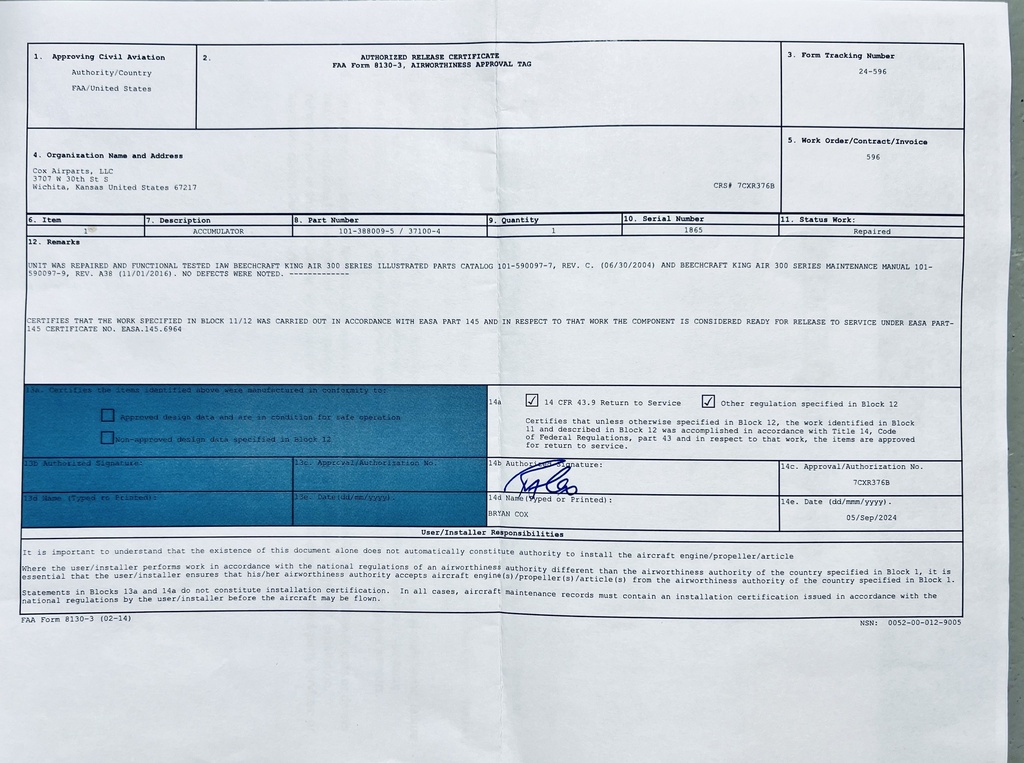 1. Approving Civil Aviation
Authority/Country
FAA/United States
2.
AUTHORIZED RELEASE CERTIFICATE
FAA Form 8130-3, AIRWORTHINESS APPROVAL TAG
3. Form Tracking Number
24-596
4. Organization Name and Address
Cox Airparts, LLC
3707 W 30th St S
Wichita, Kansas United States 67217
CRS# 7CXR376B
5. Work Order/Contract/Invoice
596
6. Item
7. Description
8. Part Number
9. Quantity
10. Serial Number
11. Status Work:
1
ACCUMULATOR
101-388009-5 / 37100-4
1
1865
Repaired
12. Remarks
UNIT WAS REPAIRED AND FUNCTIONAL TESTED IAW BEECHCRAFT KING AIR 300 SERIES ILLUSTRATED PARTS CATALOG 101-590097-7, REV. C. (06/30/2004) AND BEECHCRAFT KING AIR 300 SERIES MAINTENANCE MANUAL 101-
590097-9, REV. A38 (11/01/2016). NO DEFECTS WERE NOTED. -------------
CERTIFIES THAT THE WORK SPECIFIED IN BLOCK 11/12 WAS CARRIED OUT IN ACCORDANCE WITH EASA PART 145 AND IN RESPECT TO THAT WORK THE COMPONENT IS CONSIDERED READY FOR RELEASE TO SERVICE UNDER EASA PART-
145 CERTIFICATE NO. EASA.145.6964
13a. Certifies the items identified above were manufactured in conformity to:
Approved design data and are in condition for safe operation
Non-approved design data specified in Block 12
14a
14 CFR 43.9 Return to Service
Other regulation specified in Block 12
Certifies that unless otherwise specified in Block 12, the work identified in Block
11 and described in Block 12 was accomplished in accordance with Title 14, Code
of Federal Regulations, part 43 and in respect to that work, the items are approved
for return to service.
13b Authorized Signature:
13c. Approval/Authorization No.
14b Authorized Signature:
14c. Approval/Authorization No.
7CXR376B
13d Name (Typed or Printed):
13e. Date(dd/mm/yyyy).
14d Name(Typed or Printed):
BRYAN COX
14e. Date (dd/mmm/yyyy).
05/Sep/2024
User/Installer Responsibilities
It is important to understand that the existence of this document alone does not automatically constitute authority to install the aircraft engine/propeller/article
Where the user/installer performs work in accordance with the national regulations of an airworthiness authority different than the airworthiness authority of the country specified in Block 1, it is
essential that the user/installer ensures that his/her airworthiness authority accepts aircraft engine(s)/propeller(s)/article(s) from the airworthiness authority of the country specified in Block 1.
Statements in Blocks 13a and 14a do not constitute installation certification. In all cases, aircraft maintenance records must contain an installation certification issued in accordance with the
national regulations by the user/installer before the aircraft may be flown.
FAA Form 8130-3 (02-14)
NSN: 0052-00-012-9005